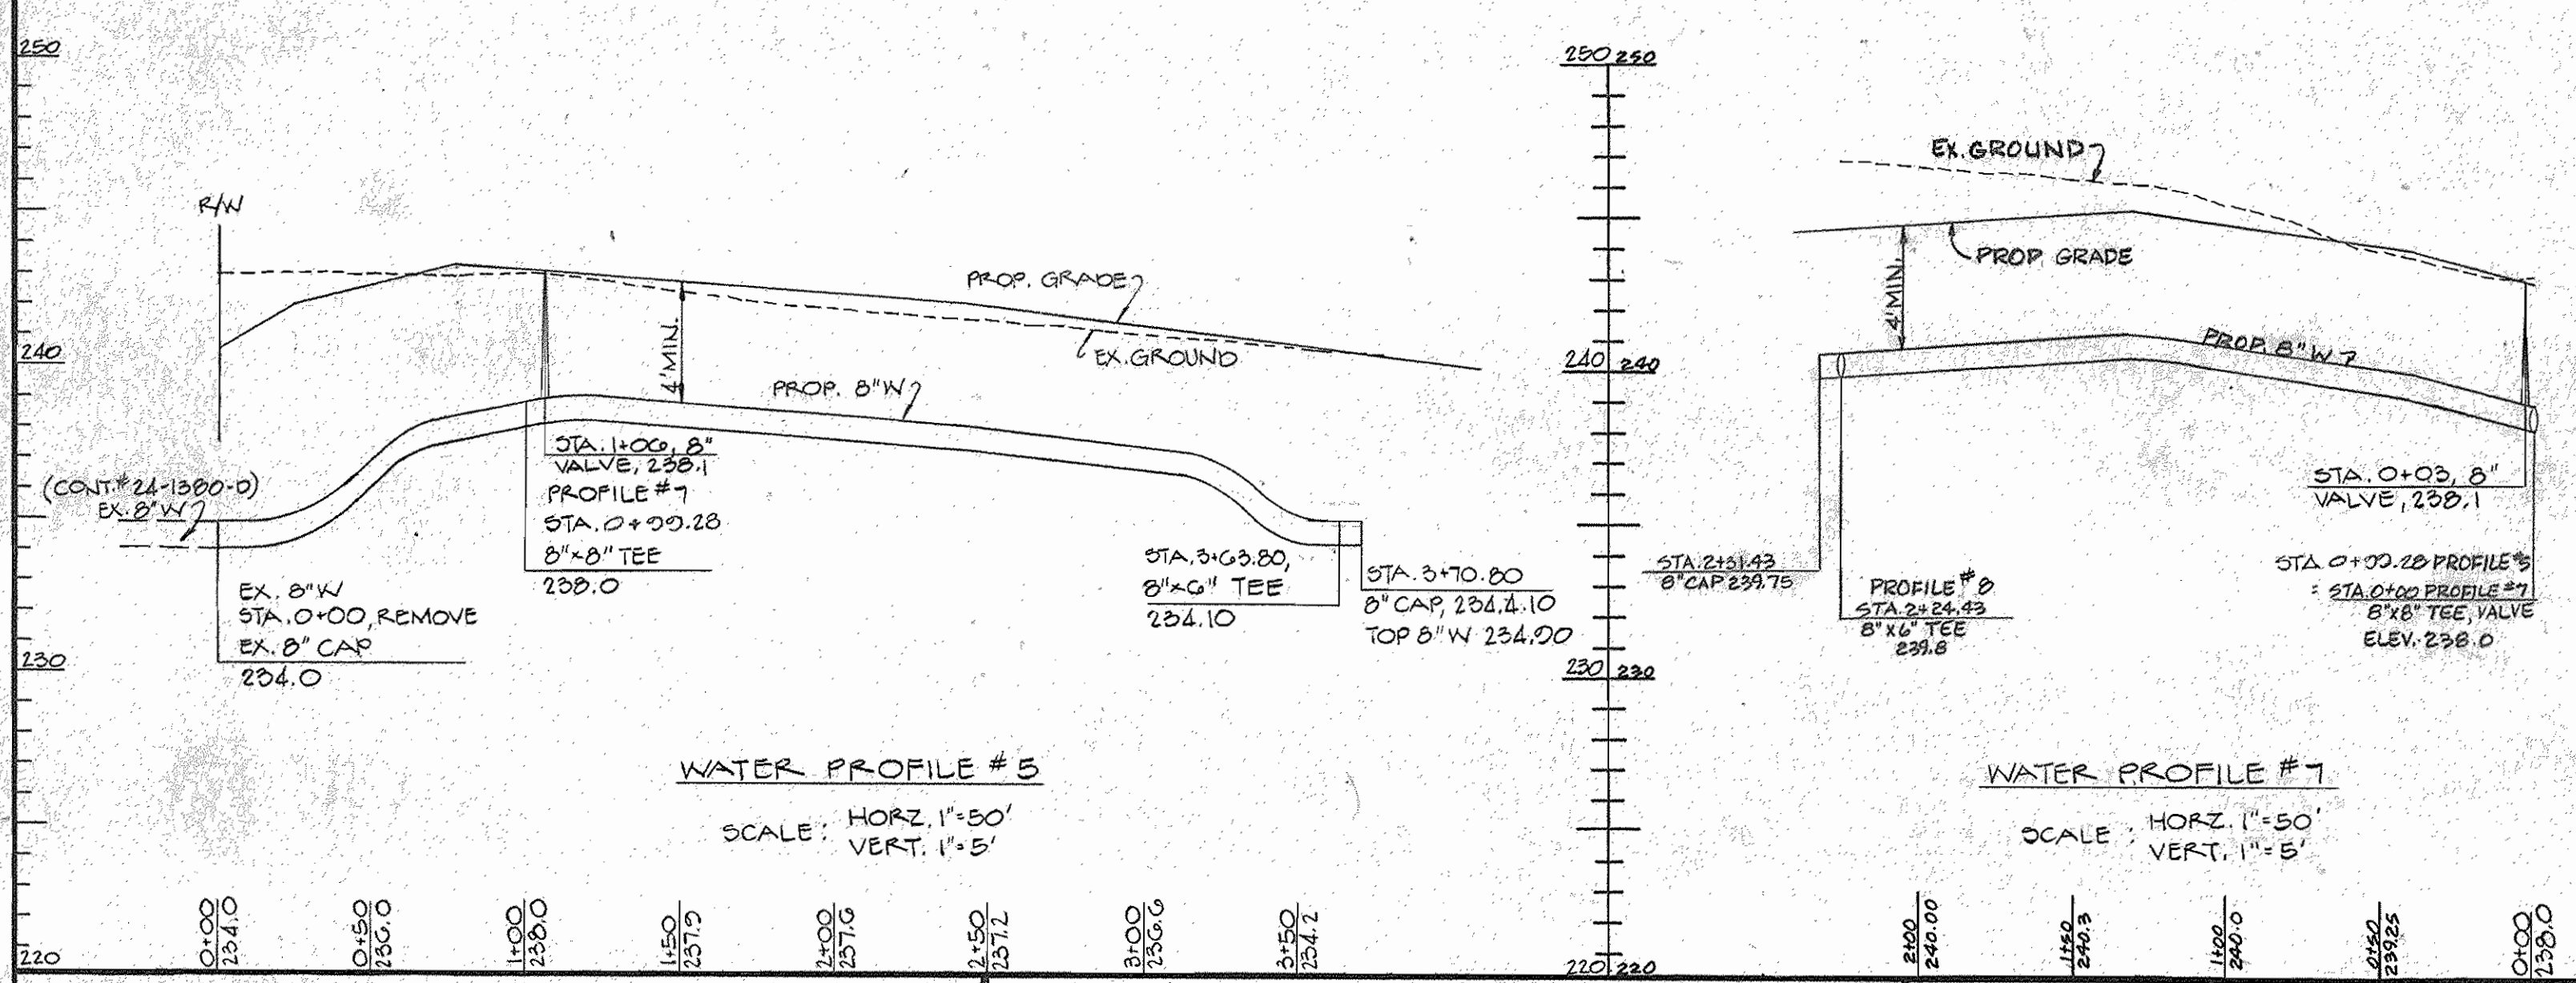 250
240
230
220
R/W
(CONT.#24-1380-D)
EX. 8"W
EX. 8"W
STA. 0+00, REMOVE
EX. 8" CAP
234.0
STA. 1+06, 8"
VALVE, 238.1
PROFILE #7
STA. 0+99.28
8"x8" TEE
238.0
4' MIN.
PROP. 8"W
PROP. GRADE
EX. GROUND
STA. 3+63.80,
8"x6" TEE
234.10
STA. 3+70.80
8" CAP, 234.4.10
TOP 8"W 234.90
WATER PROFILE #5
SCALE: HORZ. 1"=50'
VERT. 1"=5'
0+00
234.0
0+50
236.0
1+00
238.0
1+50
237.9
2+00
237.6
2+50
237.2
3+00
236.6
3+50
234.2
250 250
240 240
230 230
220 220
EX. GROUND
PROP. GRADE
4' MIN.
PROP. 8"W
STA. 2+31.43
8" CAP 239.75
PROFILE #8
STA. 2+24.43
8"x6" TEE
239.8
STA. 0+03, 8"
VALVE, 238.1
STA 0+99.28 PROFILE #5
= STA. 0+00 PROFILE #7
8"x8" TEE, VALVE
ELEV. 238.0
WATER PROFILE #7
SCALE: HORZ. 1"=50'
VERT. 1"=5'
2+00
240.00
1+50
240.3
1+00
240.0
0+50
239.25
0+00
238.0